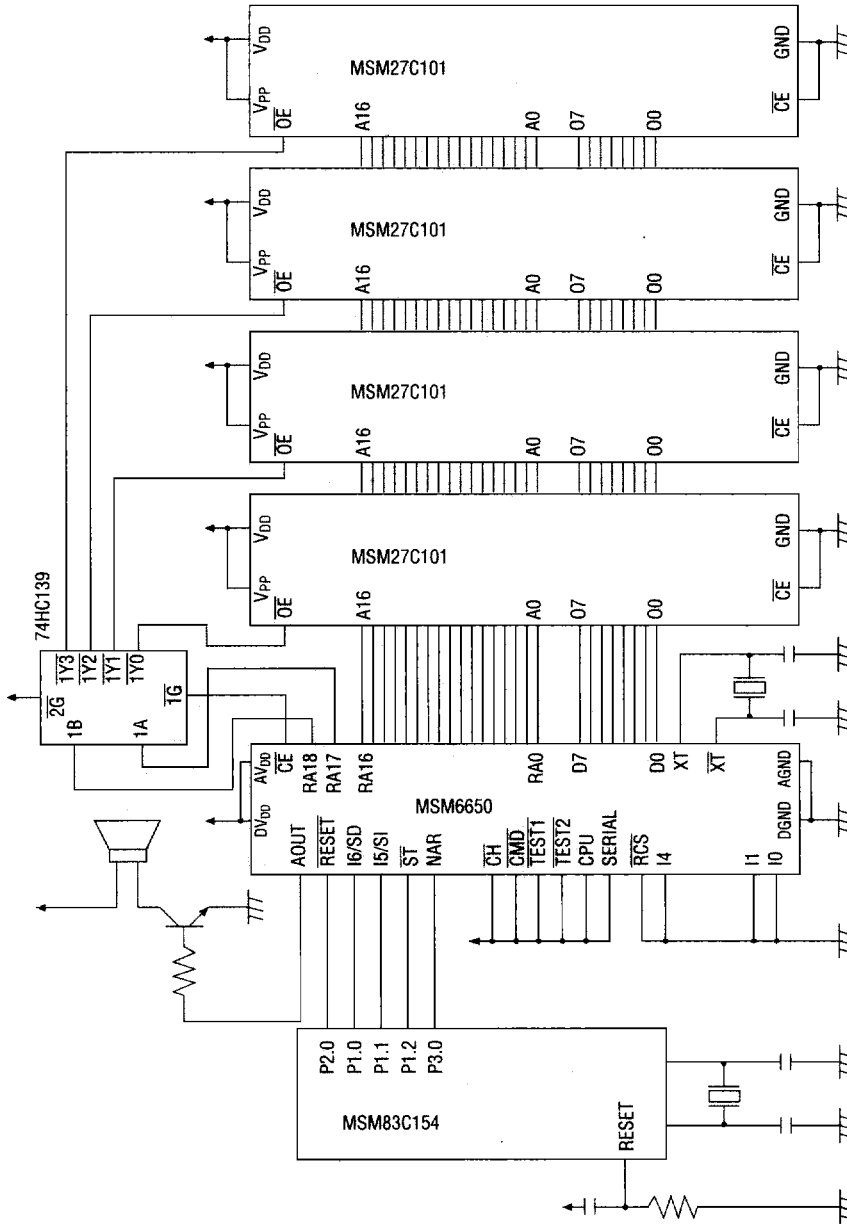 74HC139
2G
1B
1A
1Y3
1Y2
1Y1
1Y0
1G
MSM27C101
VPP
VDD
OE
A16
A0
O7
O0
CE
GND
MSM27C101
VPP
VDD
OE
A16
A0
O7
O0
CE
GND
MSM27C101
VPP
VDD
OE
A16
A0
O7
O0
CE
GND
MSM27C101
VPP
VDD
OE
A16
A0
O7
O0
CE
GND
MSM6650
DVDD
AVDD
AOUT
RESET
I6/SD
I5/SI
ST
NAR
CH
CMD
TEST1
TEST2
CPU
SERIAL
RCS
I4
I1
I0
CE
RA18
RA17
RA16
RA0
D7
D0
XT
XT
DGND
AGND
MSM83C154
P2.0
P1.0
P1.1
P1.2
P3.0
RESET